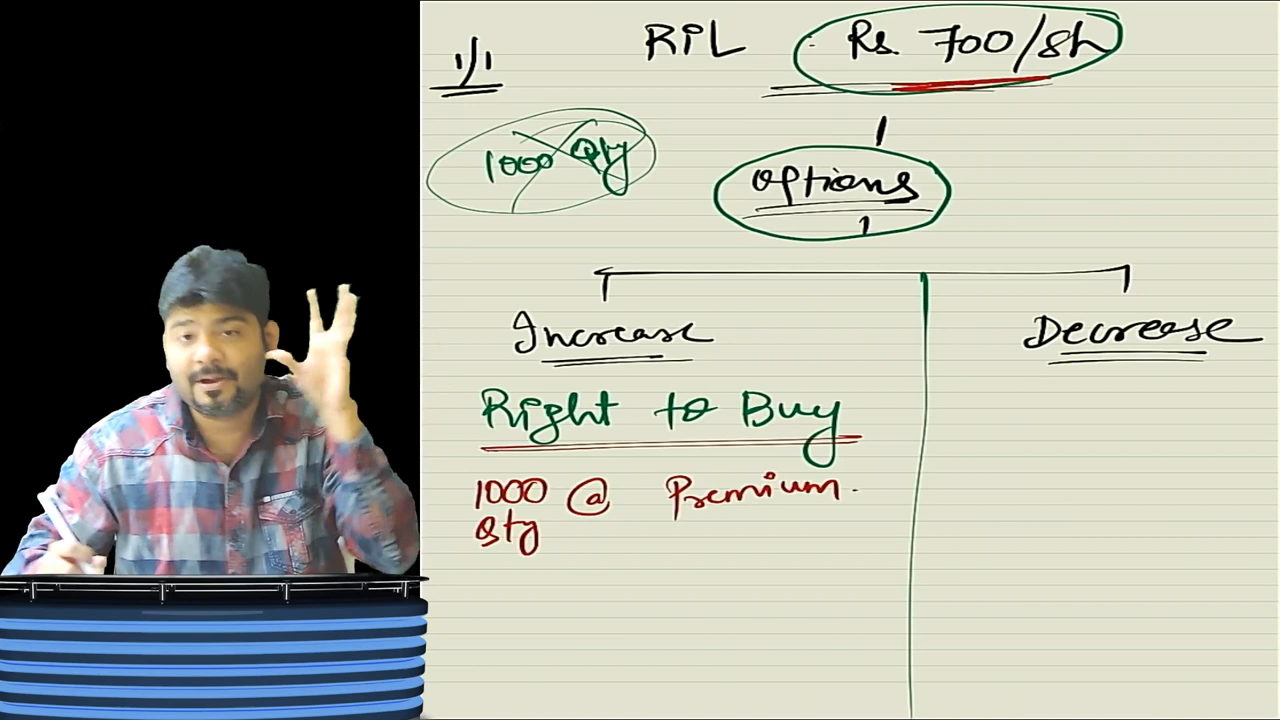 1/1
RiL Rs. 700/sh
1000 Qty
options
Increase
Decrease
Right to Buy
1000 @ Premium.
Qty